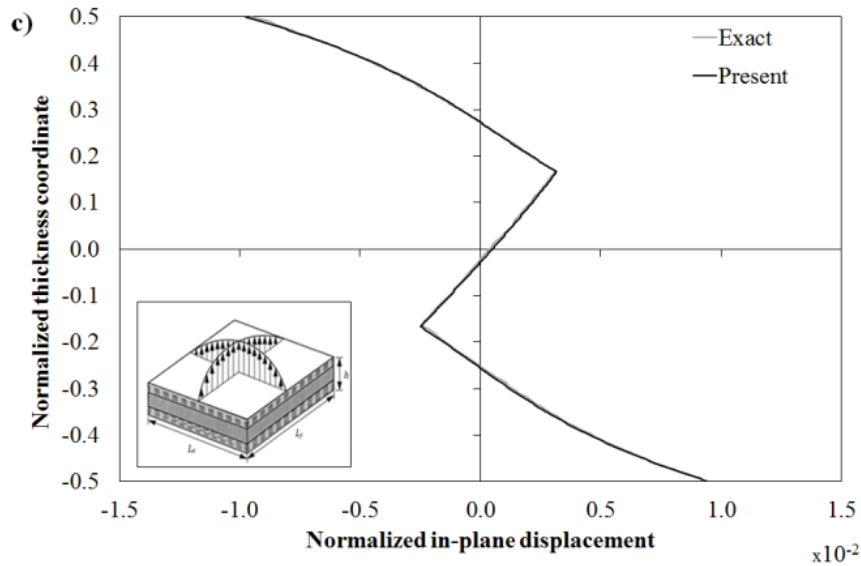 c)
Normalized thickness coordinate
0.5
0.4
0.3
0.2
0.1
0.0
-0.1
-0.2
-0.3
-0.4
-0.5
Exact
Present
h
-1.5 -1.0 -0.5 0.0 0.5 1.0 1.5
Normalized in-plane displacement
x10⁻²